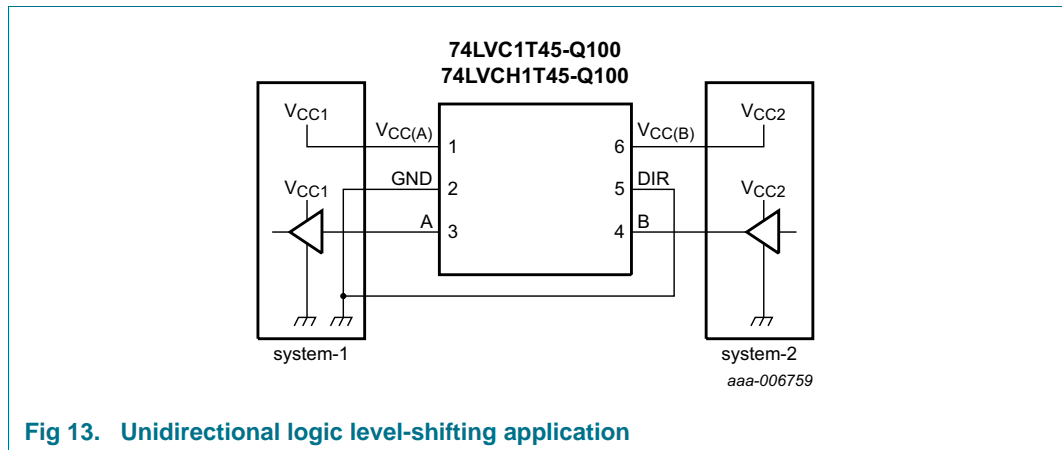 74LVC1T45-Q100
74LVCH1T45-Q100
VCC1
VCC(A)
1
6
VCC(B)
VCC2
GND
2
5
DIR
VCC1
A
3
4
B
VCC2
system-1
system-2
aaa-006759
Fig 13. Unidirectional logic level-shifting application